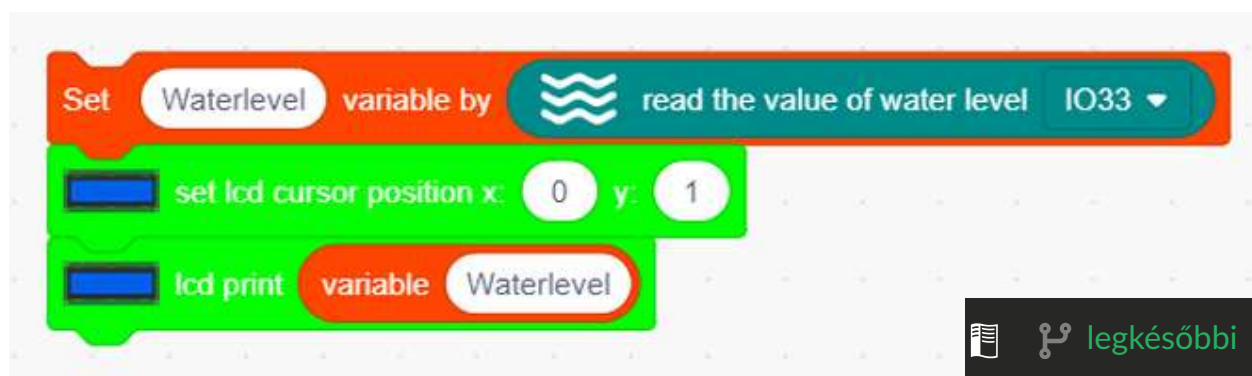 Set Waterlevel variable by read the value of water level IO33
set lcd cursor position x: 0 y: 1
lcd print variable Waterlevel
legkésőbbi